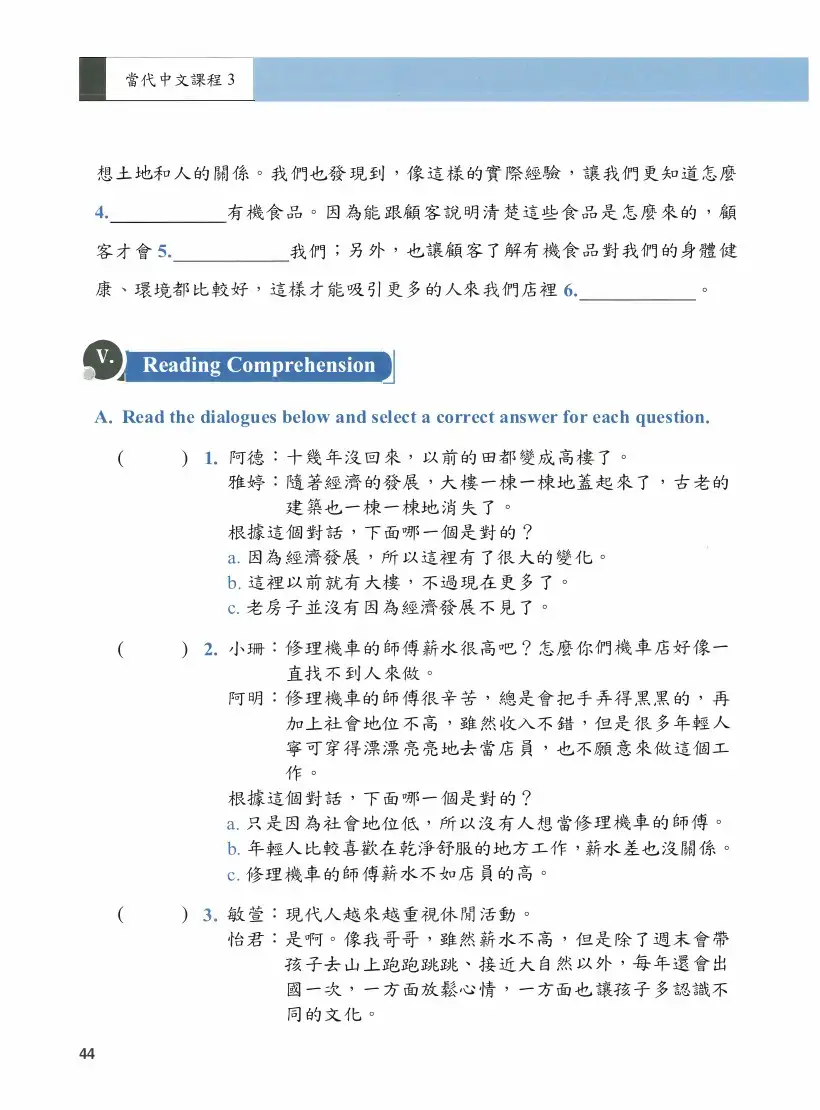 當代中文課程 3
想土地和人的關係。我們也發現到，像這樣的實際經驗，讓我們更知道怎麼
4.____________有機食品。因為能跟顧客說明清楚這些食品是怎麼來的，顧
客才會 5.____________我們；另外，也讓顧客了解有機食品對我們的身體健
康、環境都比較好，這樣才能吸引更多的人來我們店裡 6.____________。
V. Reading Comprehension
A. Read the dialogues below and select a correct answer for each question.
(　　) 1. 阿德：十幾年沒回來，以前的田都變成高樓了。
雅婷：隨著經濟的發展，大樓一棟一棟地蓋起來了，古老的
建築也一棟一棟地消失了。
根據這個對話，下面哪一個是對的？
a. 因為經濟發展，所以這裡有了很大的變化。
b. 這裡以前就有大樓，不過現在更多了。
c. 老房子並沒有因為經濟發展不見了。
(　　) 2. 小珊：修理機車的師傅薪水很高吧？怎麼你們機車店好像一
直找不到人來做。
阿明：修理機車的師傅很辛苦，總是會把手弄得黑黑的，再
加上社會地位不高，雖然收入不錯，但是很多年輕人
寧可穿得漂漂亮亮地去當店員，也不願意來做這個工
作。
根據這個對話，下面哪一個是對的？
a. 只是因為社會地位低，所以沒有人想當修理機車的師傅。
b. 年輕人比較喜歡在乾淨舒服的地方工作，薪水差也沒關係。
c. 修理機車的師傅薪水不如店員的高。
(　　) 3. 敏萱：現代人越來越重視休閒活動。
怡君：是啊。像我哥哥，雖然薪水不高，但是除了週末會帶
孩子去山上跑跑跳跳、接近大自然以外，每年還會出
國一次，一方面放鬆心情，一方面也讓孩子多認識不
同的文化。
44